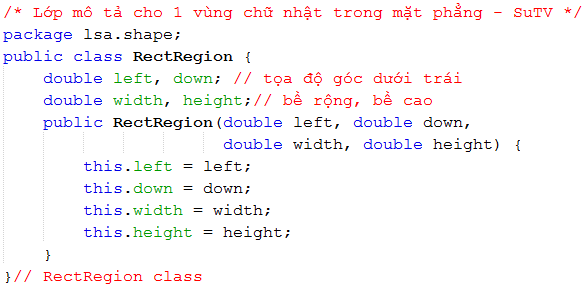 /* Lớp mô tả cho 1 vùng chữ nhật trong mặt phẳng - SuTV */
package lsa.shape;
public class RectRegion {
    double left, down; // tọa độ góc dưới trái
    double width, height;// bề rộng, bề cao
    public RectRegion(double left, double down,
                      double width, double height) {
        this.left = left;
        this.down = down;
        this.width = width;
        this.height = height;
    }
}// RectRegion class